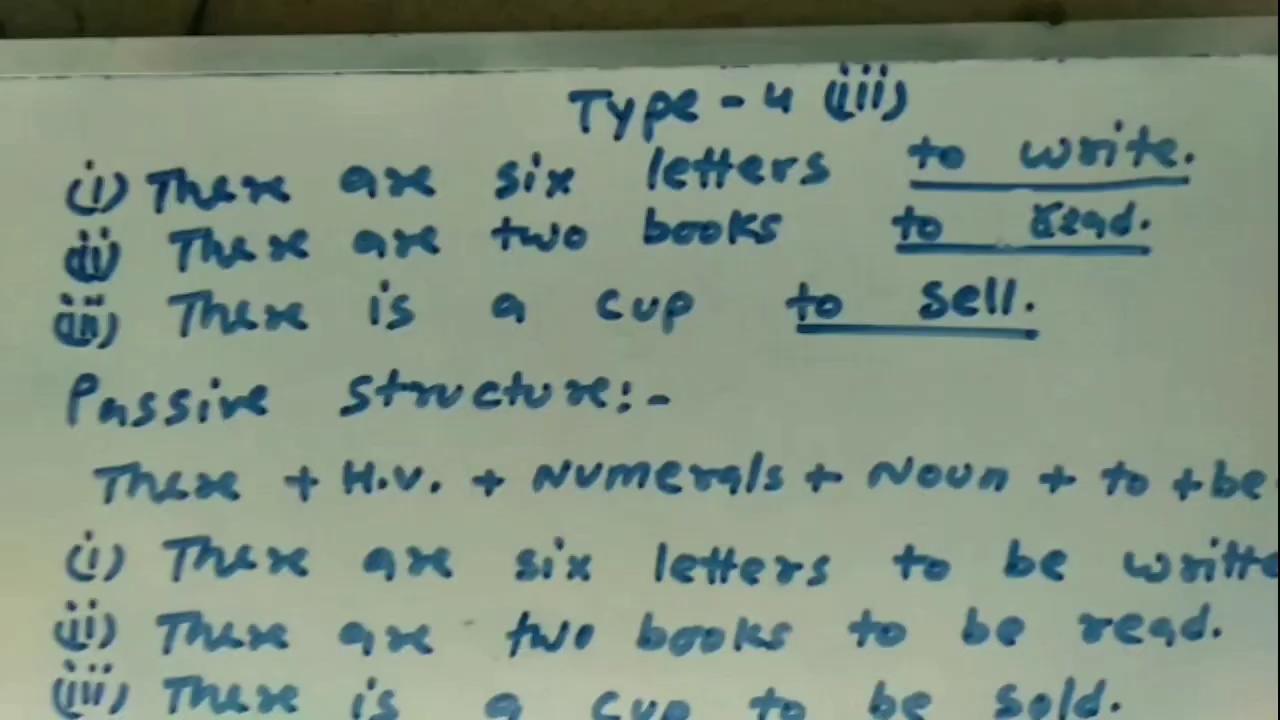 Type - 4 (iii)
(i) There are six letters to write.
(ii) There are two books to read.
(iii) There is a cup to sell.
Passive structure:-
There + H.V. + Numerals + Noun + to + be
(i) There are six letters to be writte
(ii) There are two books to be read.
(iii) There is a cup to be sold.